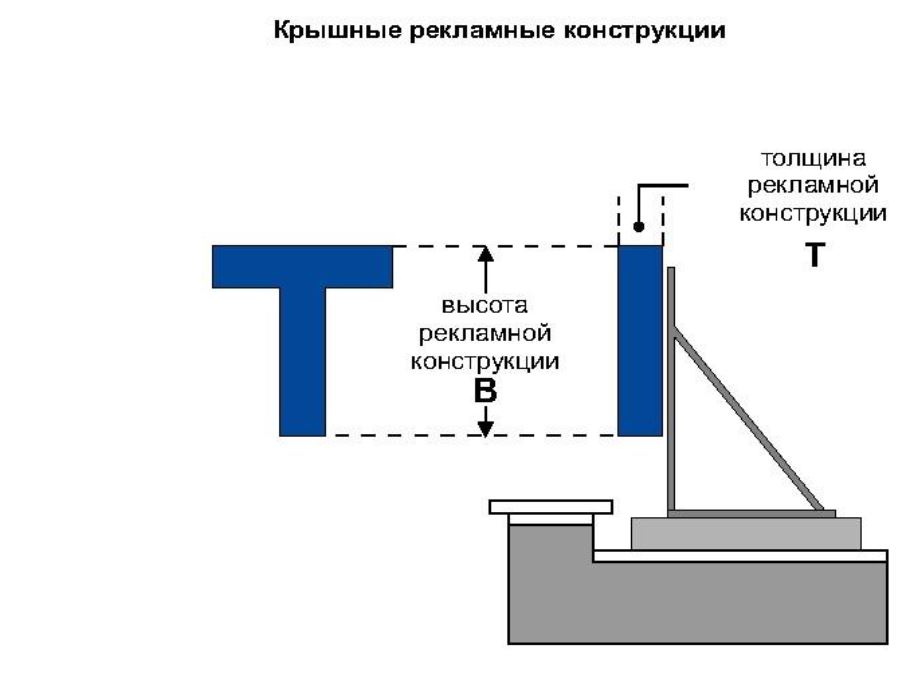 Крышные рекламные конструкции
толщина
рекламной
конструкции
Т
высота
рекламной
конструкции
В